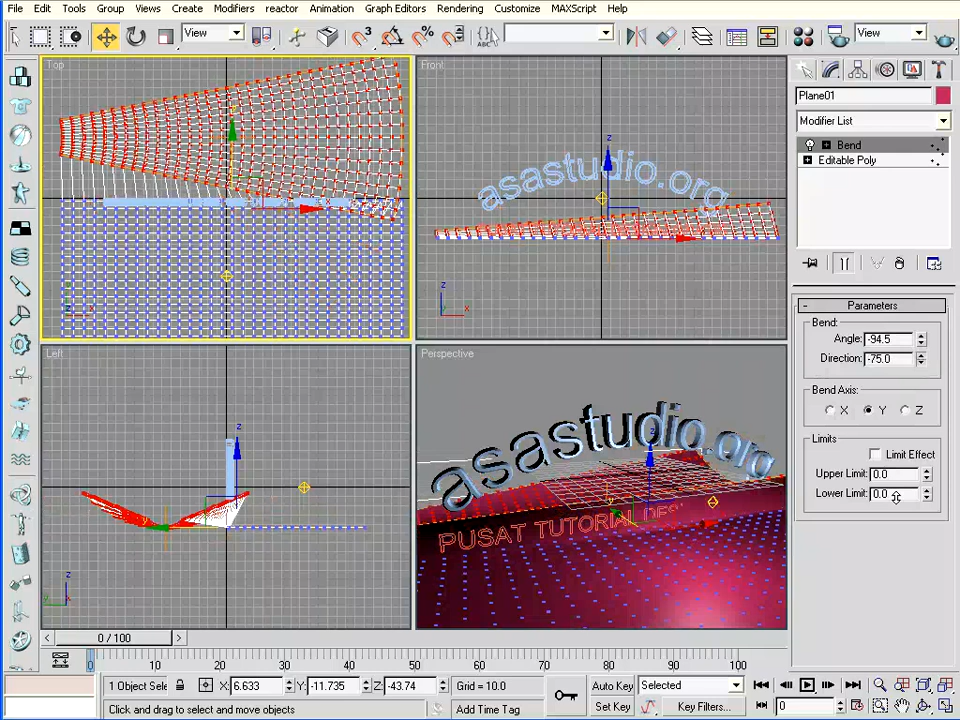 File Edit Tools Group Views Create Modifiers reactor Animation Graph Editors Rendering Customize MAXScript Help
View View
Top
Front
asastudio.org
Left
Perspective
asastudio.org
PUSAT TUTORIAL DES
Plane01
Modifier List
Bend
Editable Poly
Parameters
Bend:
Angle: -94.5
Direction: -75.0
Bend Axis:
X Y Z
Limits
Limit Effect
Upper Limit: 0.0
Lower Limit: 0.0
0 / 100
0 10 20 30 40 50 60 70 80 90 100
1 Object Sele X: 6.633 Y: -11.735 Z: -43.74 Grid = 10.0 Auto Key Selected
Click and drag to select and move objects Add Time Tag Set Key Key Filters... 0